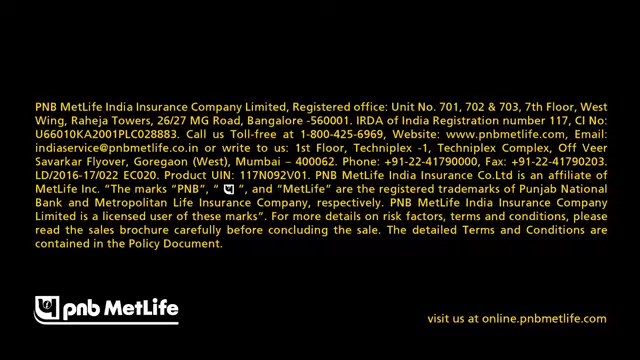 PNB MetLife India Insurance Company Limited, Registered office: Unit No. 701, 702 & 703, 7th Floor, West
Wing, Raheja Towers, 26/27 MG Road, Bangalore -560001. IRDA of India Registration number 117, CI No:
U66010KA2001PLC028883. Call us Toll-free at 1-800-425-6969, Website: www.pnbmetlife.com, Email:
indiaservice@pnbmetlife.co.in or write to us: 1st Floor, Techniplex -1, Techniplex Complex, Off Veer
Savarkar Flyover, Goregaon (West), Mumbai – 400062. Phone: +91-22-41790000, Fax: +91-22-41790203.
LD/2016-17/022 EC020. Product UIN: 117N092V01. PNB MetLife India Insurance Co.Ltd is an affiliate of
MetLife Inc. “The marks “PNB”, “ ”, and “MetLife” are the registered trademarks of Punjab National
Bank and Metropolitan Life Insurance Company, respectively. PNB MetLife India Insurance Company
Limited is a licensed user of these marks”. For more details on risk factors, terms and conditions, please
read the sales brochure carefully before concluding the sale. The detailed Terms and Conditions are
contained in the Policy Document.
pnb MetLife
visit us at online.pnbmetlife.com